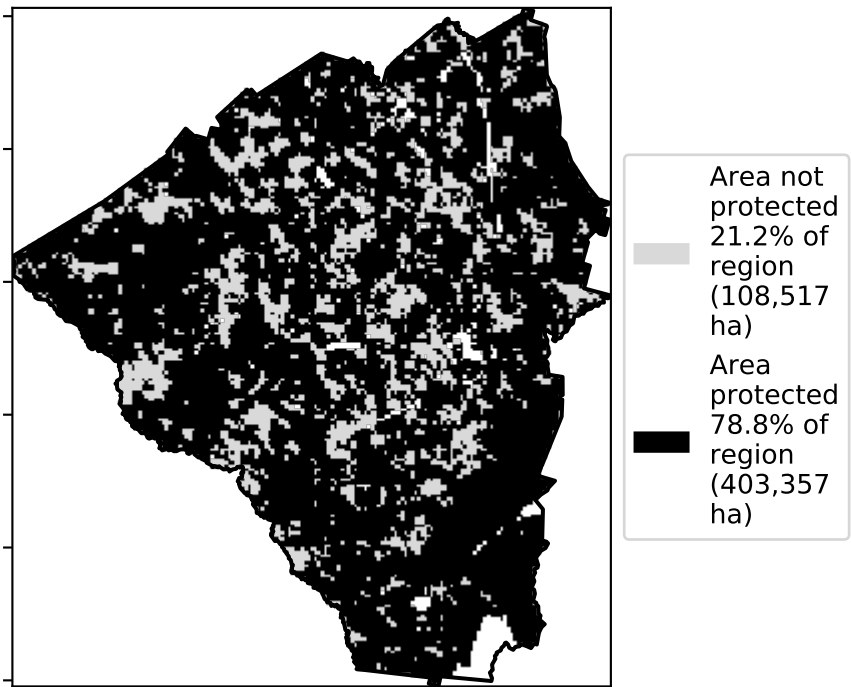 Area not
protected
21.2% of
region
(108,517
ha)
Area
protected
78.8% of
region
(403,357
ha)